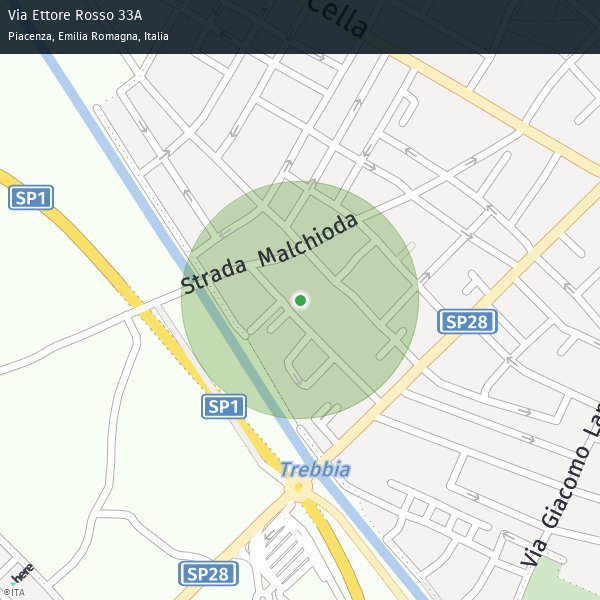 Via Ettore Rosso 33A
Piacenza, Emilia Romagna, Italia
Cella
SP1
Strada Malchioda
SP28
SP1
Trebbia
Via Giacomo
SP28
here
©ITA